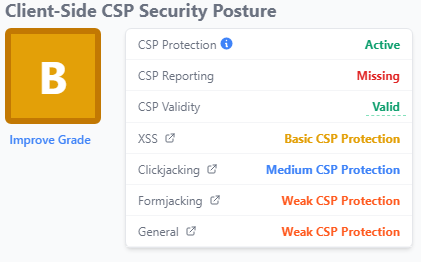 Client-Side CSP Security Posture
B
Improve Grade
CSP Protection Active
CSP Reporting Missing
CSP Validity Valid
XSS Basic CSP Protection
Clickjacking Medium CSP Protection
Formjacking Weak CSP Protection
General Weak CSP Protection